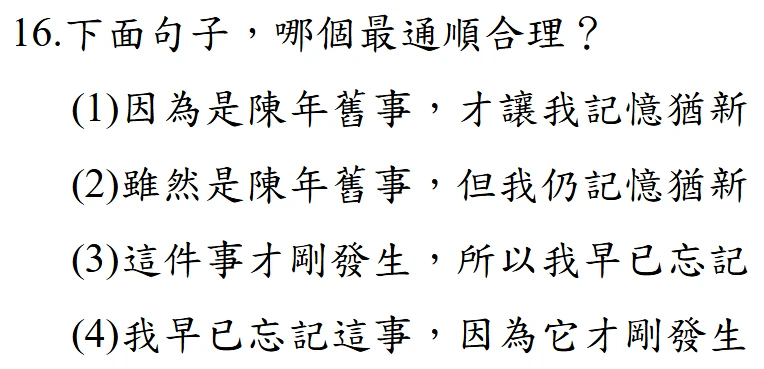 16.下面句子，哪個最通順合理？
(1)因為是陳年舊事，才讓我記憶猶新
(2)雖然是陳年舊事，但我仍記憶猶新
(3)這件事才剛發生，所以我早已忘記
(4)我早已忘記這事，因為它才剛發生